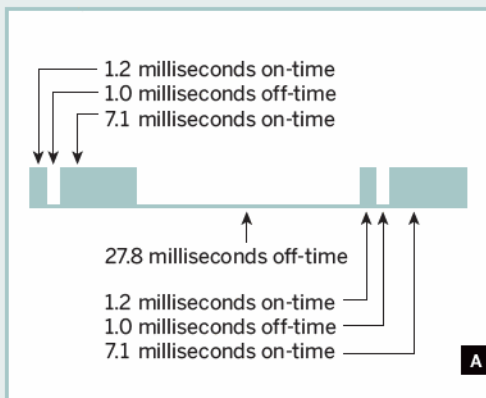 1.2 milliseconds on-time
1.0 milliseconds off-time
7.1 milliseconds on-time
27.8 milliseconds off-time
1.2 milliseconds on-time
1.0 milliseconds off-time
7.1 milliseconds on-time
A